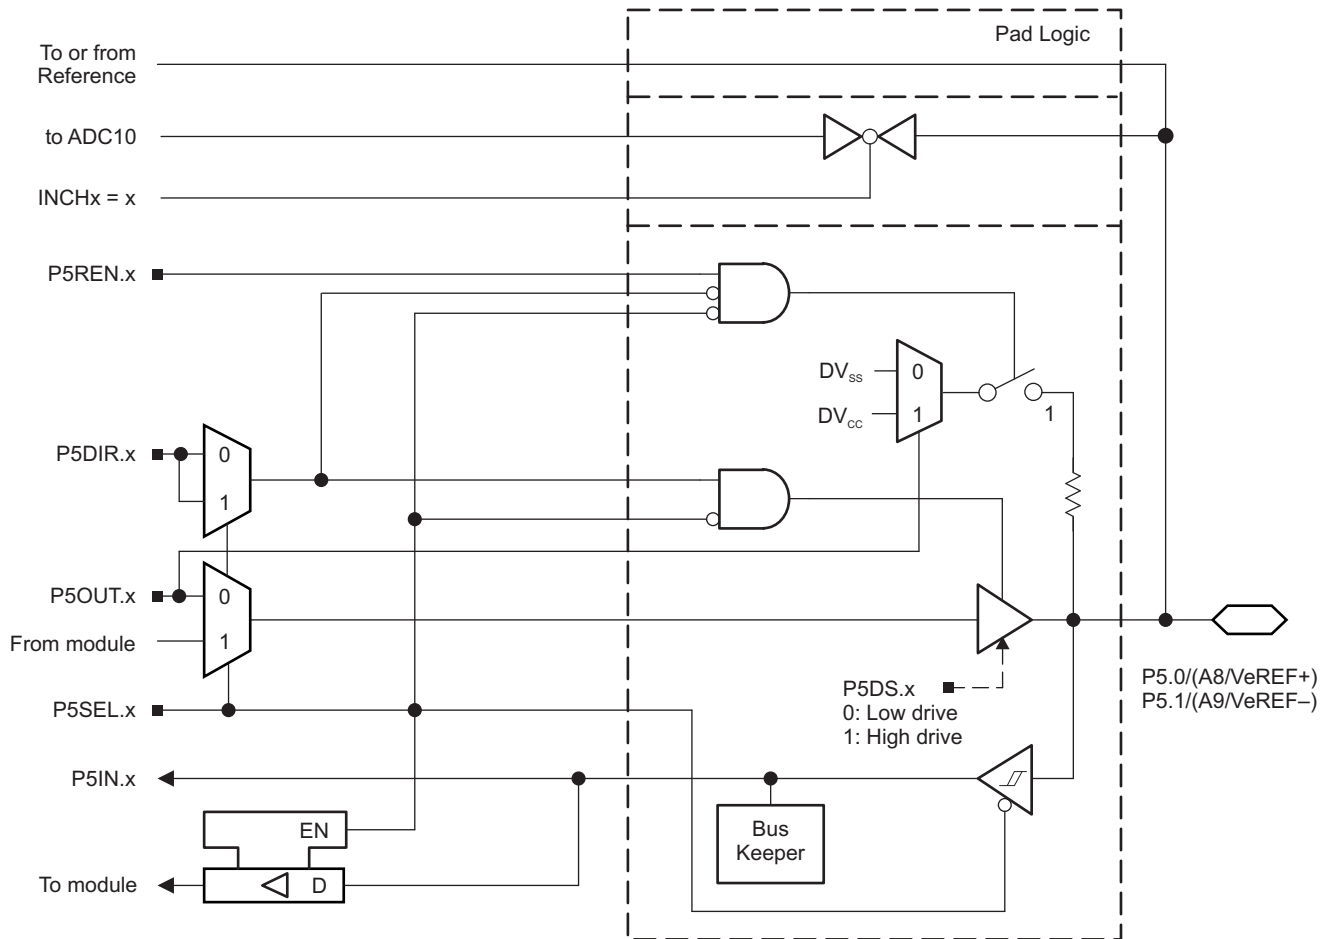 Pad Logic
To or from
Reference
to ADC10
INCHx = x
P5REN.x
DVSS
0
DVCC
1
1
P5DIR.x
0
1
P5OUT.x
0
From module
1
P5SEL.x
P5DS.x
0: Low drive
1: High drive
P5.0/(A8/VeREF+)
P5.1/(A9/VeREF–)
P5IN.x
Bus
Keeper
EN
To module
D